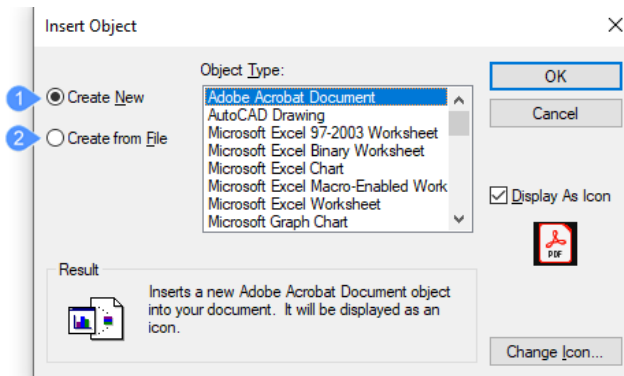 Insert Object
Object Type:
1 Create New
2 Create from File
Adobe Acrobat Document
AutoCAD Drawing
Microsoft Excel 97-2003 Worksheet
Microsoft Excel Binary Worksheet
Microsoft Excel Chart
Microsoft Excel Macro-Enabled Work
Microsoft Excel Worksheet
Microsoft Graph Chart
OK
Cancel
Display As Icon
PDF
Result
Inserts a new Adobe Acrobat Document object
into your document. It will be displayed as an
icon.
Change Icon...